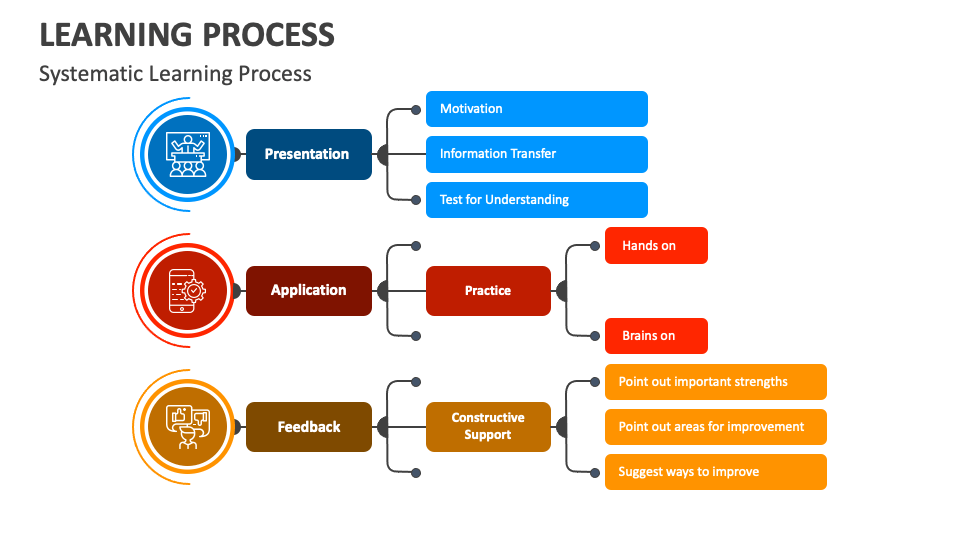 LEARNING PROCESS
Systematic Learning Process
Presentation
Motivation
Information Transfer
Test for Understanding
Application
Practice
Hands on
Brains on
Feedback
Constructive
Support
Point out important strengths
Point out areas for improvement
Suggest ways to improve